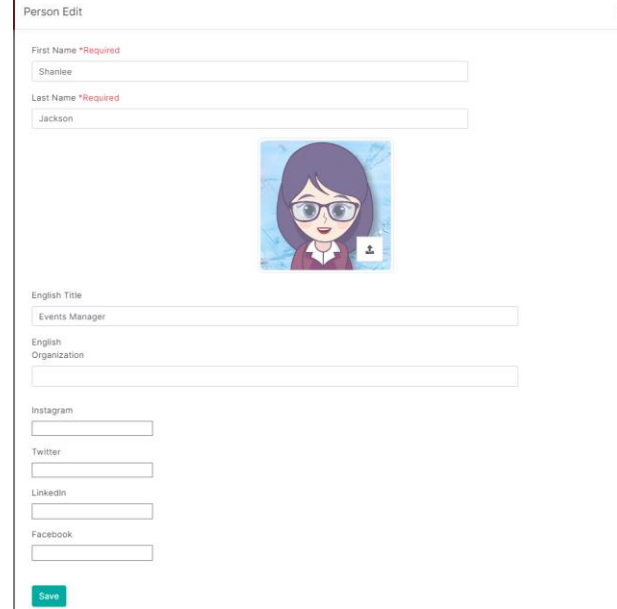 Person Edit
First Name *Required
Shanlee
Last Name *Required
Jackson
English Title
Events Manager
English
Organization
Instagram
Twitter
LinkedIn
Facebook
Save